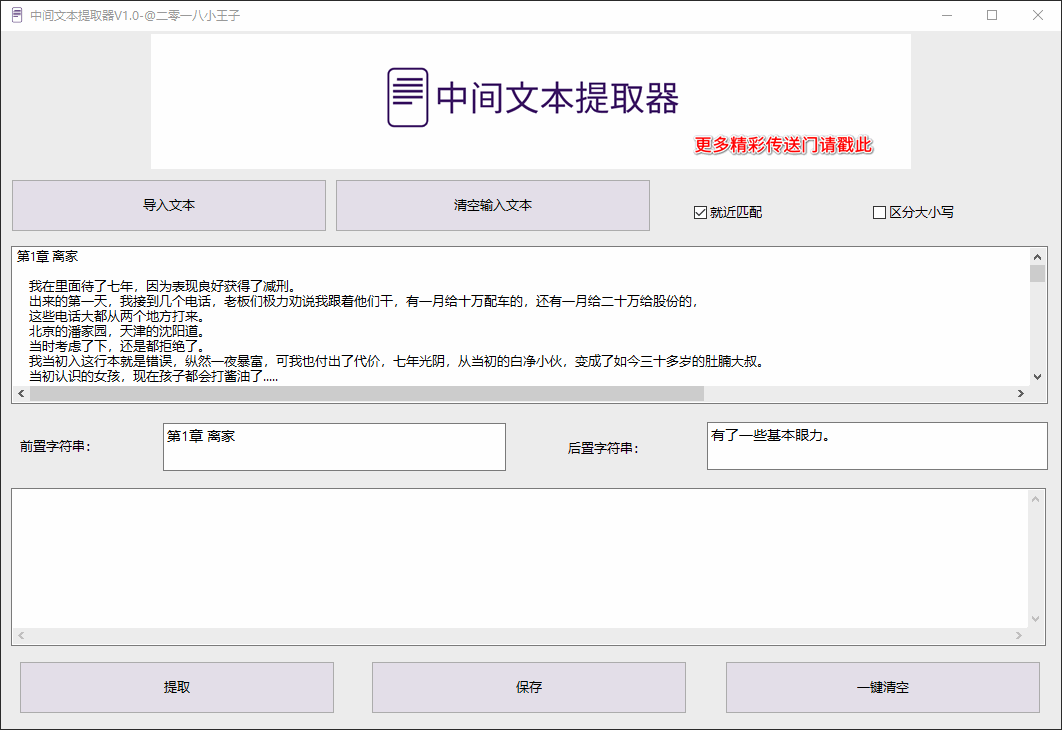 中间文本提取器V1.0-@二零一八小王子
中间文本提取器
更多精彩传送门请戳此
导入文本
清空输入文本
就近匹配
区分大小写
第1章 离家
我在里面待了七年，因为表现良好获得了减刑。
出来的第一天，我接到几个电话，老板们极力劝说我跟着他们干，有一月给十万配车的，还有一月给二十万给股份的，
这些电话大都从两个地方打来。
北京的潘家园，天津的沈阳道。
当时考虑了下，还是都拒绝了。
我当初入这行本就是错误，纵然一夜暴富，可我也付出了代价，七年光阴，从当初的白净小伙，变成了如今三十多岁的肚腩大叔。
当初认识的女孩，现在孩子都会打酱油了.....
前置字符串：
第1章 离家
后置字符串：
有了一些基本眼力。
提取
保存
一键清空